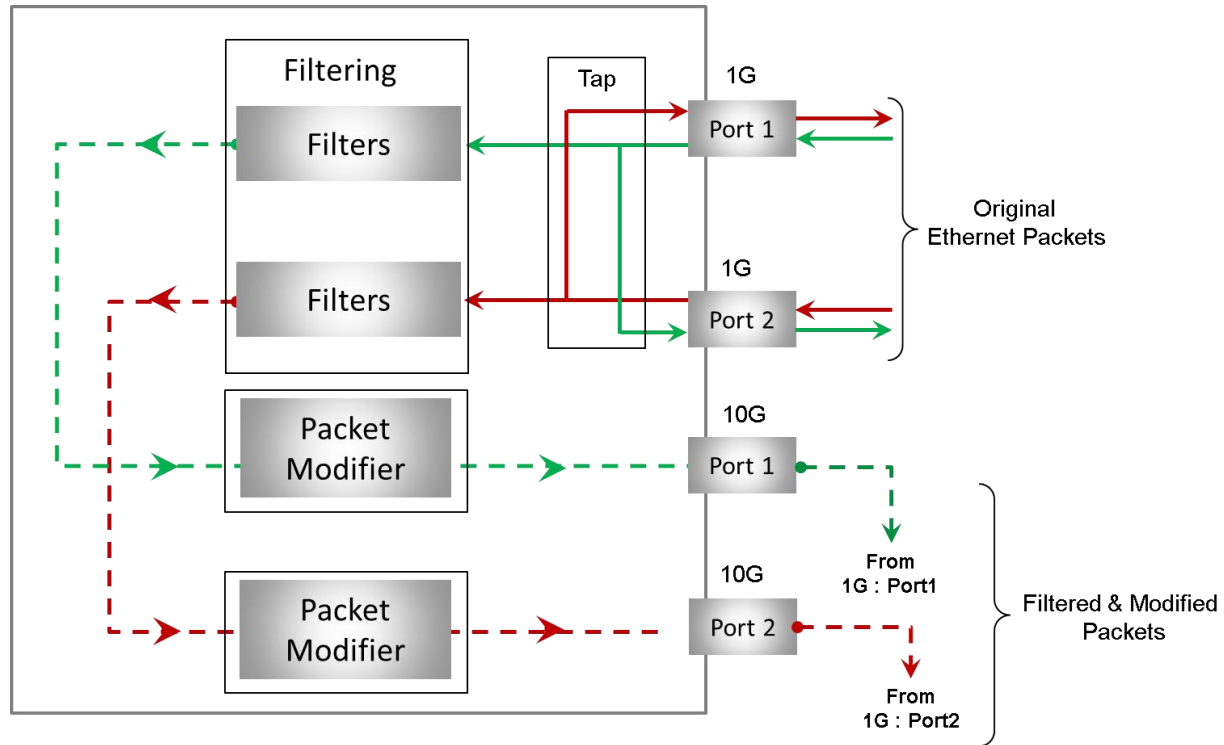 Filtering
Tap
1G
Filters
Port 1
Original
Ethernet Packets
1G
Filters
Port 2
10G
Packet
Modifier
Port 1
From
1G : Port1
10G
Packet
Modifier
Port 2
Filtered & Modified
Packets
From
1G : Port2